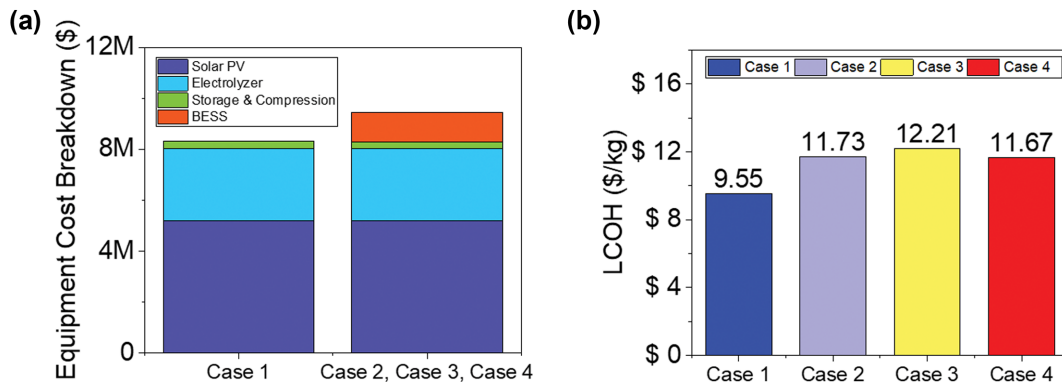 (a)
Equipment Cost Breakdown ($)
12M
8M
4M
0
Solar PV
Electrolyzer
Storage & Compression
BESS
Case 1
Case 2, Case 3, Case 4
(b)
LCOH ($/kg)
$ 16
$ 12
$ 8
$ 4
$ 0
Case 1 Case 2 Case 3 Case 4
9.55
11.73
12.21
11.67
Case 1 Case 2 Case 3 Case 4